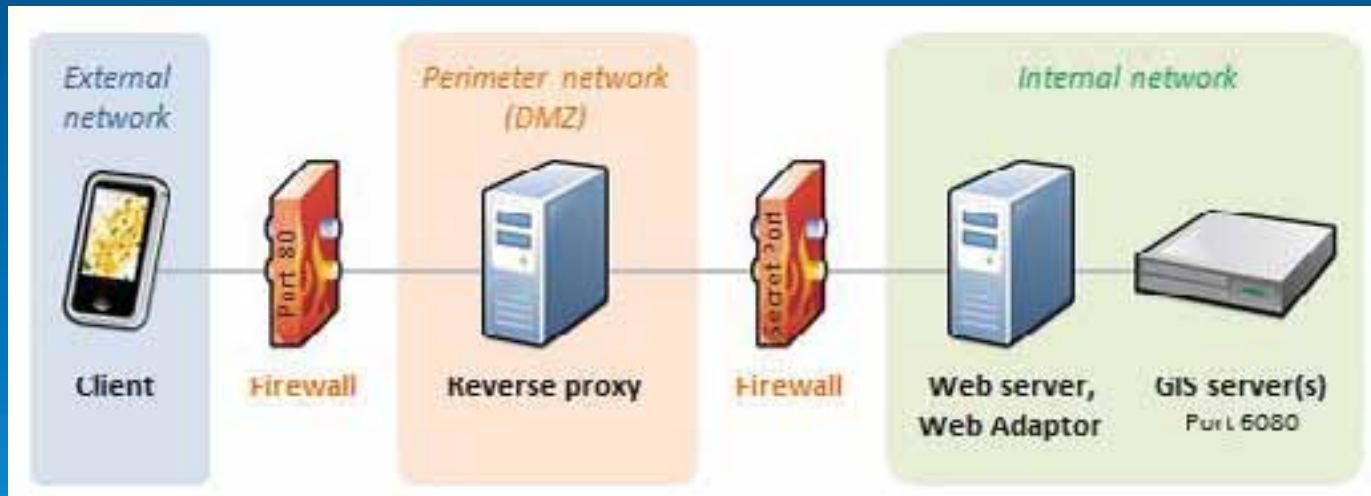 External
network
Perimeter network
(DMZ)
Internal network
Port 80
Secret Port
Client
Firewall
Reverse proxy
Firewall
Web server,
Web Adaptor
GIS server(s)
Port 6080